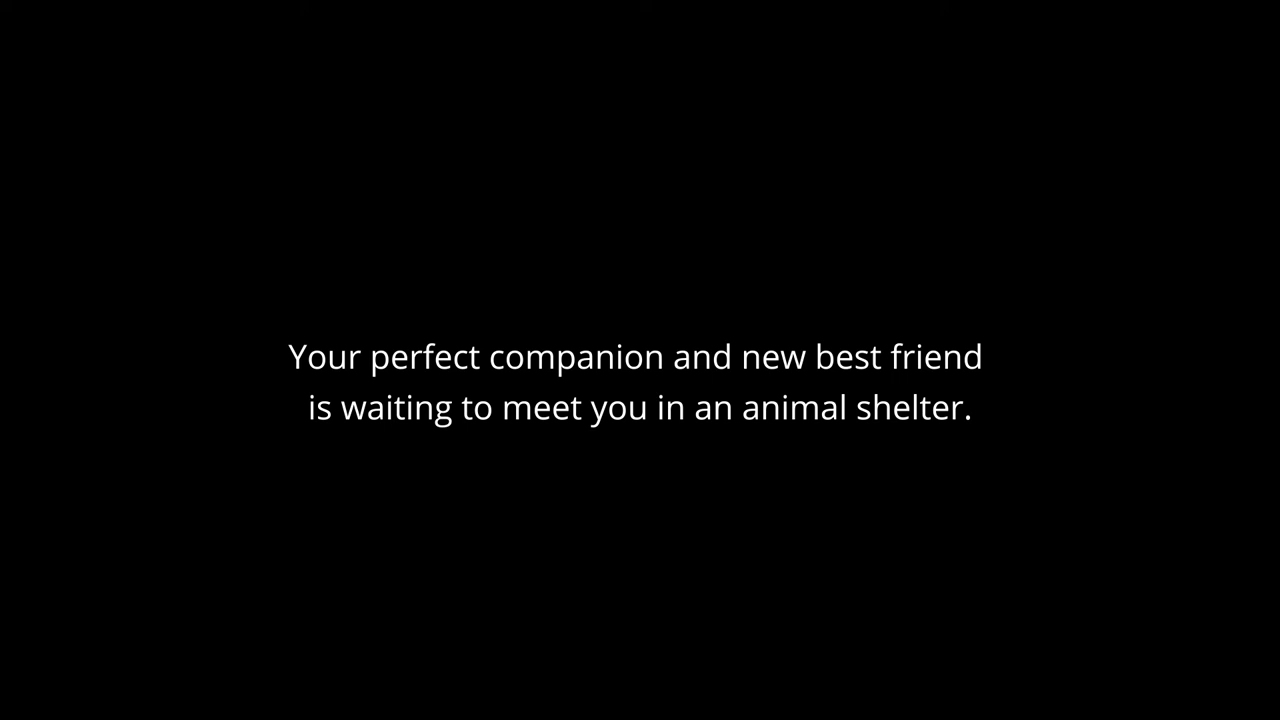 Your perfect companion and new best friend
is waiting to meet you in an animal shelter.